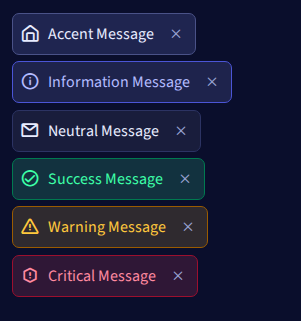 Accent Message
Information Message
Neutral Message
Success Message
Warning Message
Critical Message